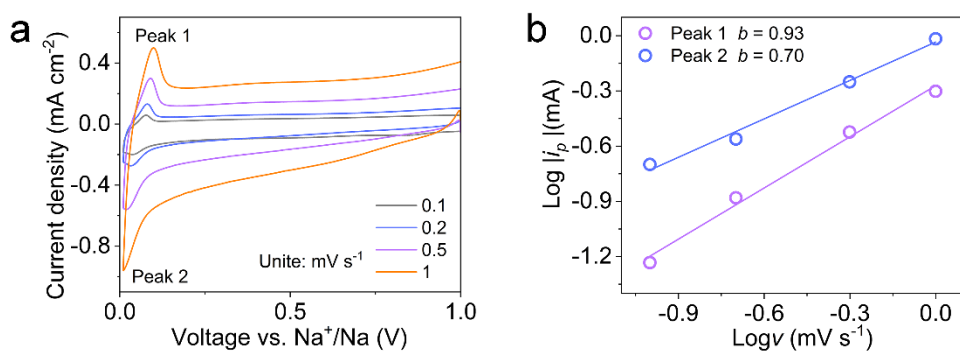 a
Peak 1
Peak 2
0.4
0.0
-0.4
-0.8
Current density (mA cm⁻²)
0.1
0.2
0.5
1
Unite: mV s⁻¹
0.0
0.5
1.0
Voltage vs. Na⁺/Na (V)
b
Peak 1 b = 0.93
Peak 2 b = 0.70
0.0
-0.3
-0.6
-0.9
-1.2
Log |iₚ|(mA)
-0.9
-0.6
-0.3
0.0
Logv (mV s⁻¹)